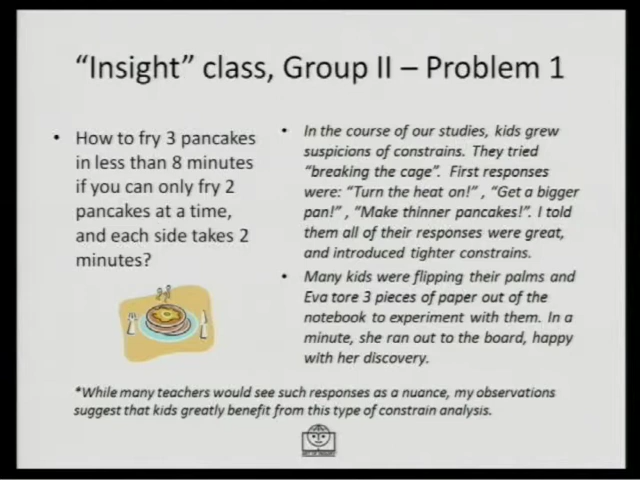 “Insight” class, Group II – Problem 1
• How to fry 3 pancakes
in less than 8 minutes
if you can only fry 2
pancakes at a time,
and each side takes 2
minutes?
• In the course of our studies, kids grew
suspicions of constrains. They tried
“breaking the cage”. First responses
were: “Turn the heat on!” , “Get a bigger
pan!” , “Make thinner pancakes!”. I told
them all of their responses were great,
and introduced tighter constrains.
• Many kids were flipping their palms and
Eva tore 3 pieces of paper out of the
notebook to experiment with them. In a
minute, she ran out to the board, happy
with her discovery.
*While many teachers would see such responses as a nuance, my observations
suggest that kids greatly benefit from this type of constrain analysis.